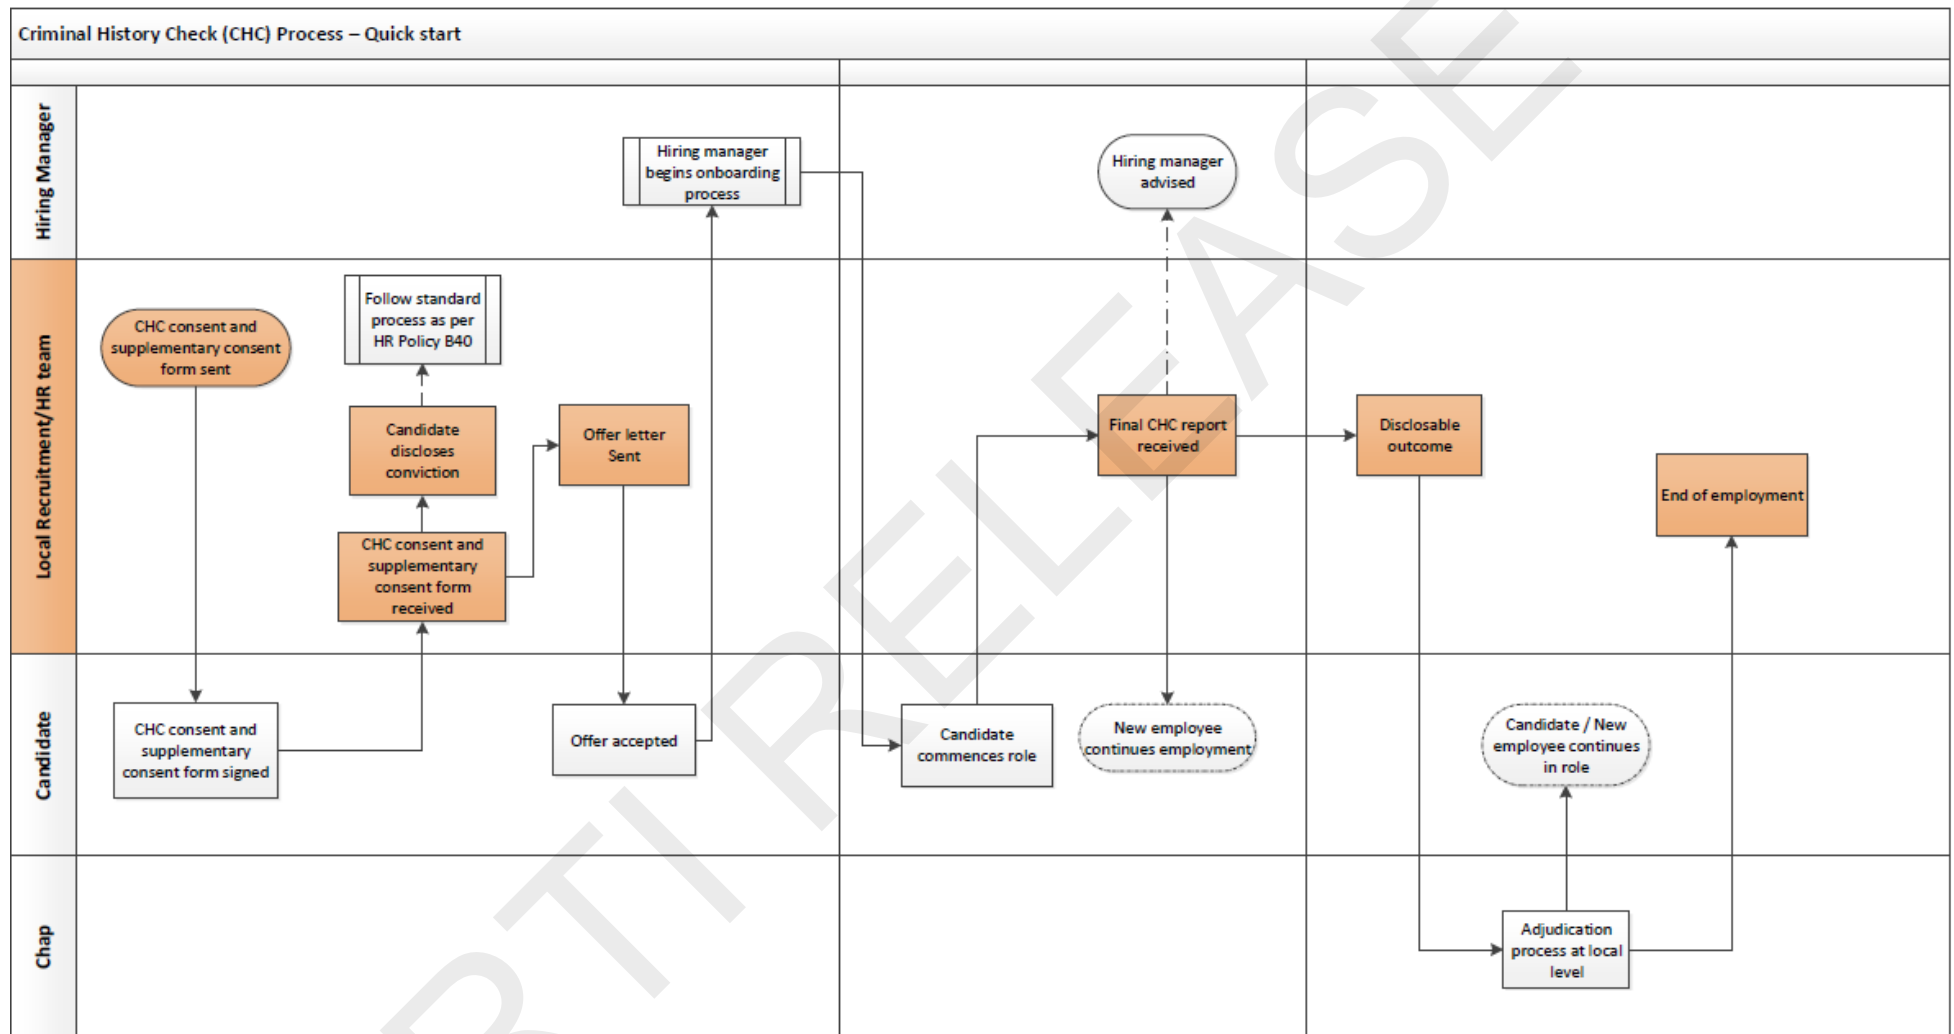 Criminal History Check (CHC) Process – Quick start
Hiring Manager
Hiring manager
begins onboarding
process
Hiring manager
advised
Local Recruitment/HR team
CHC consent and
supplementary consent
form sent
Follow standard
process as per
HR Policy B40
Candidate
discloses
conviction
CHC consent and
supplementary
consent form
received
Offer letter
Sent
Final CHC report
received
Disclosable
outcome
End of employment
Candidate
CHC consent and
supplementary
consent form signed
Offer accepted
Candidate
commences role
New employee
continues employment
Candidate / New
employee continues
in role
Chap
Adjudication
process at local
level
RTI RELEASE